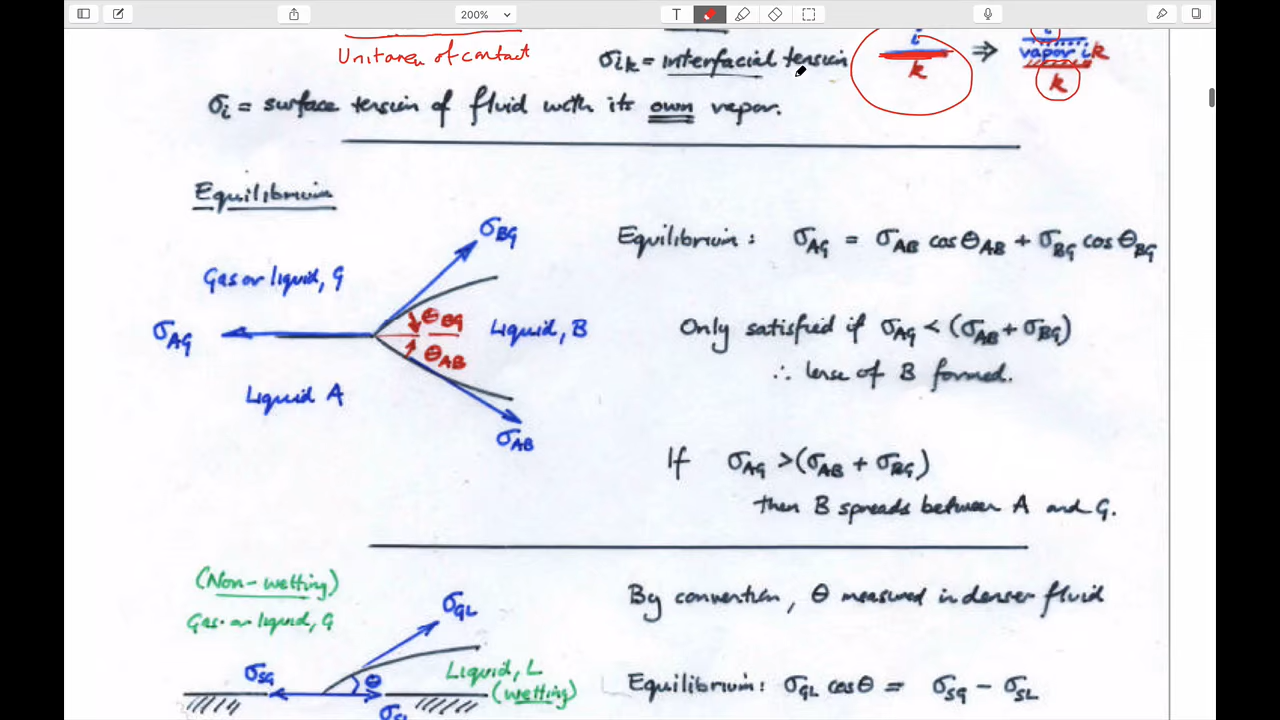 200%
T
Unit area of contact
σik = interfacial tension
i
k
⇒
i
vapor ik
k
σi = surface tension of fluid with its own vapor.
Equilibrium
σBG
Gas or liquid, G
σAG
θBG
θAB
Liquid, B
Liquid A
σAB
Equilibrium: σAG = σAB cos θAB + σBG cos θBG
Only satisfied if σAG < (σAB + σBG)
∴ lense of B formed.
If σAG > (σAB + σBG)
then B spreads between A and G.
(Non-wetting)
Gas or liquid, G
σGL
σSG
θ
Liquid, L
(wetting)
σSL
By convention, θ measured in denser fluid
Equilibrium: σGL cos θ = σSG - σSL